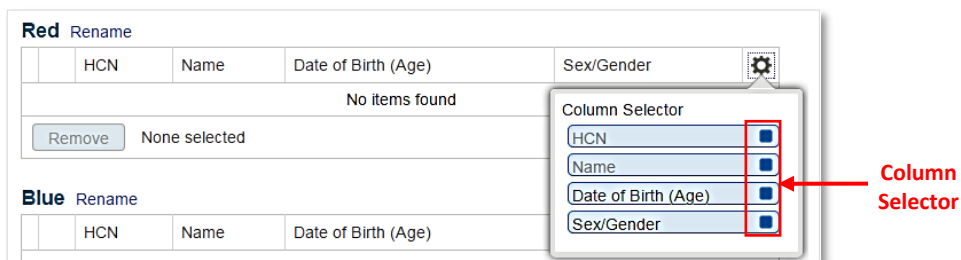 Red Rename
HCN Name Date of Birth (Age) Sex/Gender
No items found
Column Selector
HCN
Remove None selected
Name
Date of Birth (Age)
Column
Selector
Blue Rename
Sex/Gender
HCN Name Date of Birth (Age)